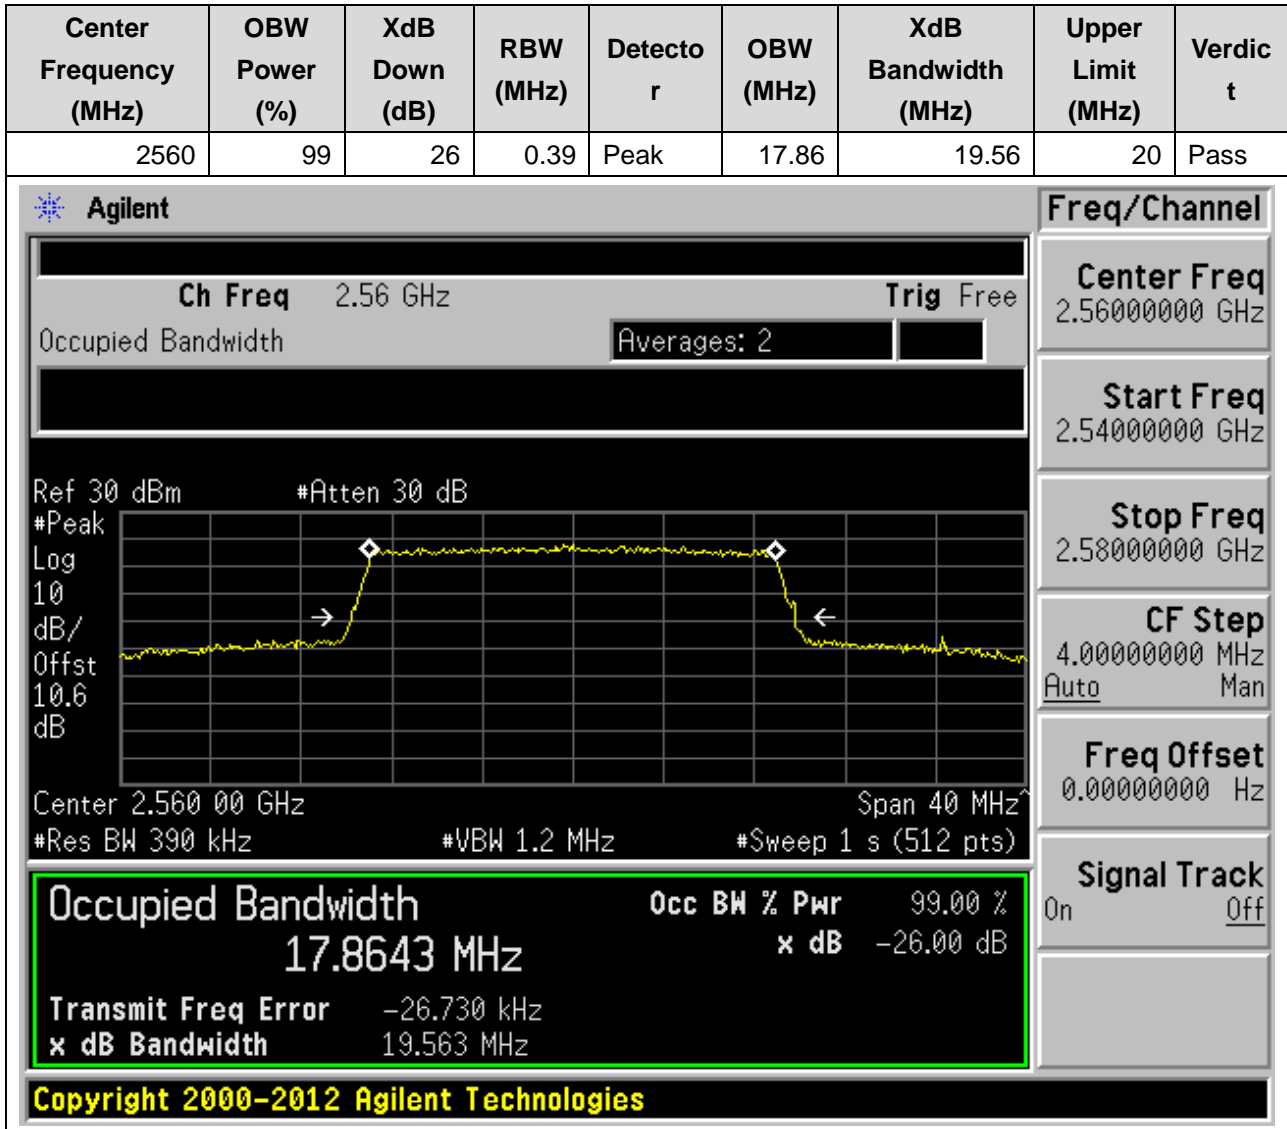 Center Frequency (MHz) OBW Power (%) XdB Down (dB) RBW (MHz) Detecto r OBW (MHz) XdB Bandwidth (MHz) Upper Limit (MHz) Verdic t
2560 99 26 0.39 Peak 17.86 19.56 20 Pass
Agilent
Freq/Channel
Ch Freq 2.56 GHz Trig Free
Occupied Bandwidth Averages: 2
Center Freq
2.56000000 GHz
Start Freq
2.54000000 GHz
Stop Freq
2.58000000 GHz
CF Step
4.00000000 MHz
Auto Man
Freq Offset
0.00000000 Hz
Signal Track
On Off
Ref 30 dBm #Atten 30 dB
#Peak
Log
10
dB/
Offst
10.6
dB
Center 2.560 00 GHz Span 40 MHz^
#Res BW 390 kHz #VBW 1.2 MHz #Sweep 1 s (512 pts)
Occupied Bandwidth Occ BW % Pwr 99.00 %
17.8643 MHz x dB -26.00 dB
Transmit Freq Error -26.730 kHz
x dB Bandwidth 19.563 MHz
Copyright 2000-2012 Agilent Technologies